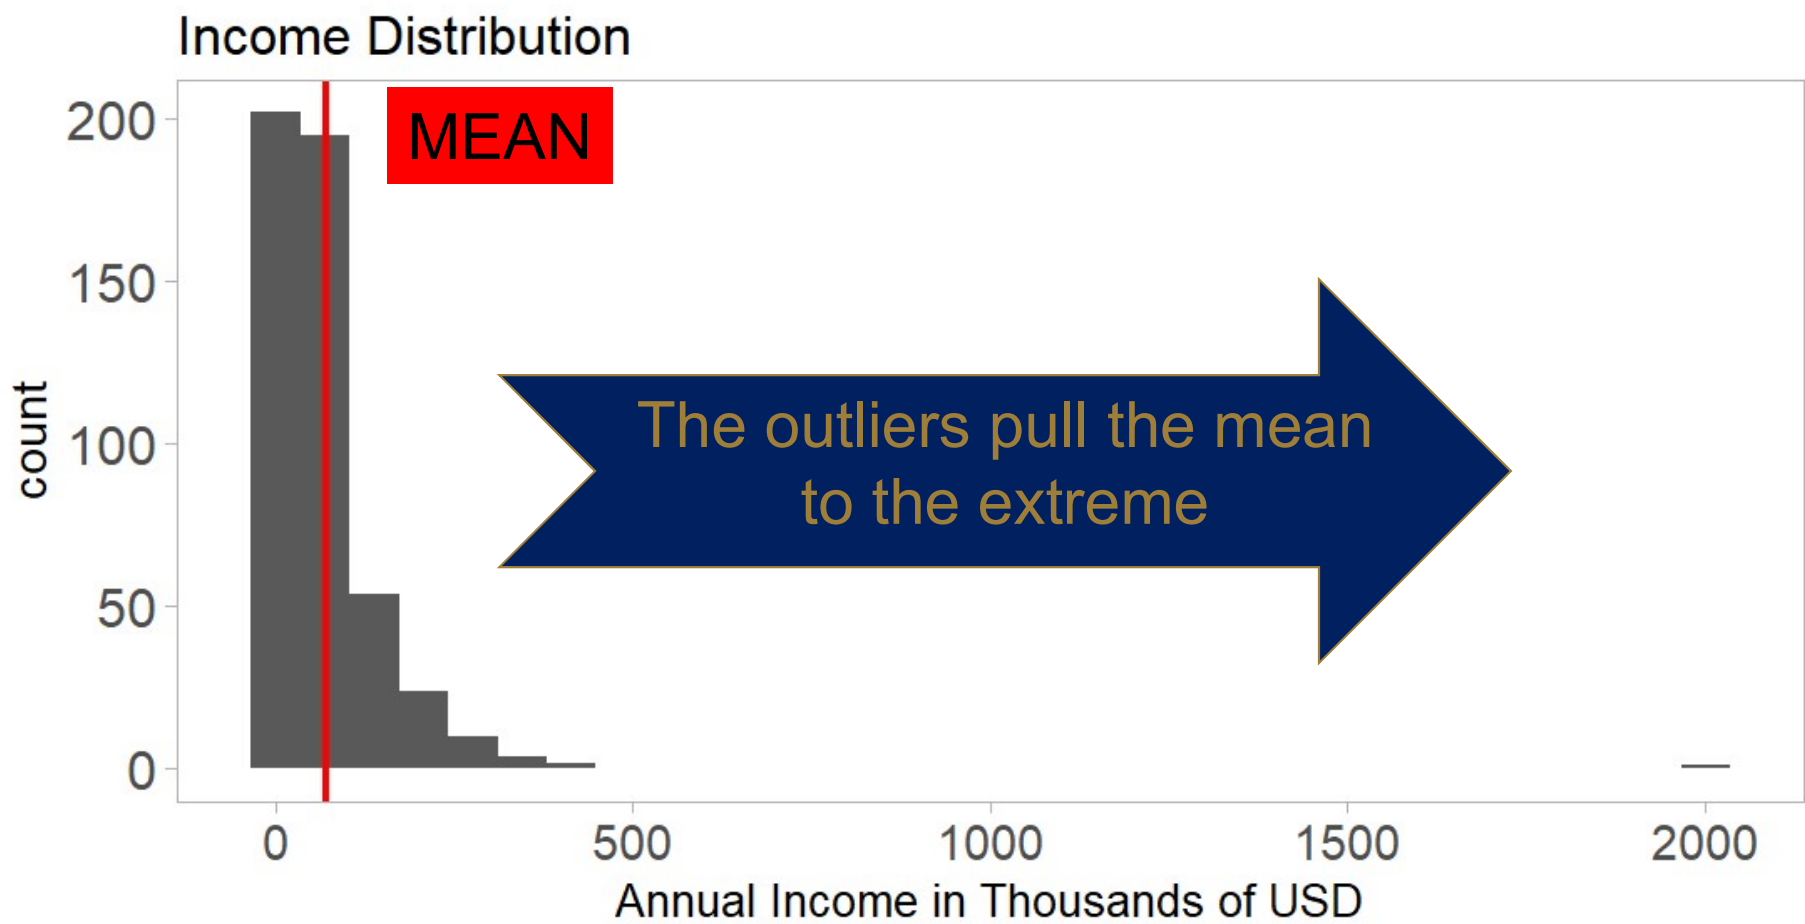 Income Distribution
MEAN
200
150
100
50
0
count
The outliers pull the mean
to the extreme
0 500 1000 1500 2000
Annual Income in Thousands of USD